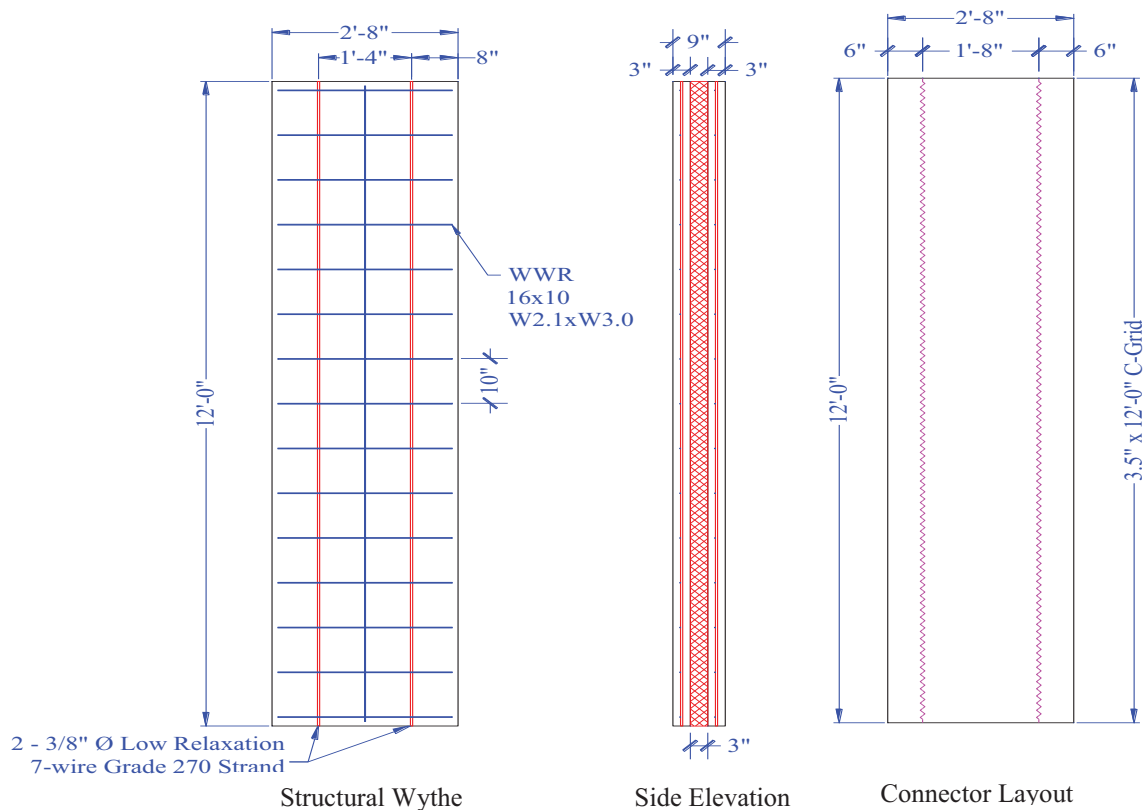 2'-8"
1'-4"
8"
12'-0"
WWR
16x10
W2.1xW3.0
10"
2 - 3/8" Ø Low Relaxation
7-wire Grade 270 Strand
Structural Wythe
9"
3"
3"
3"
Side Elevation
2'-8"
6"
1'-8"
6"
12'-0"
3.5" x 12'-0" C-Grid
Connector Layout